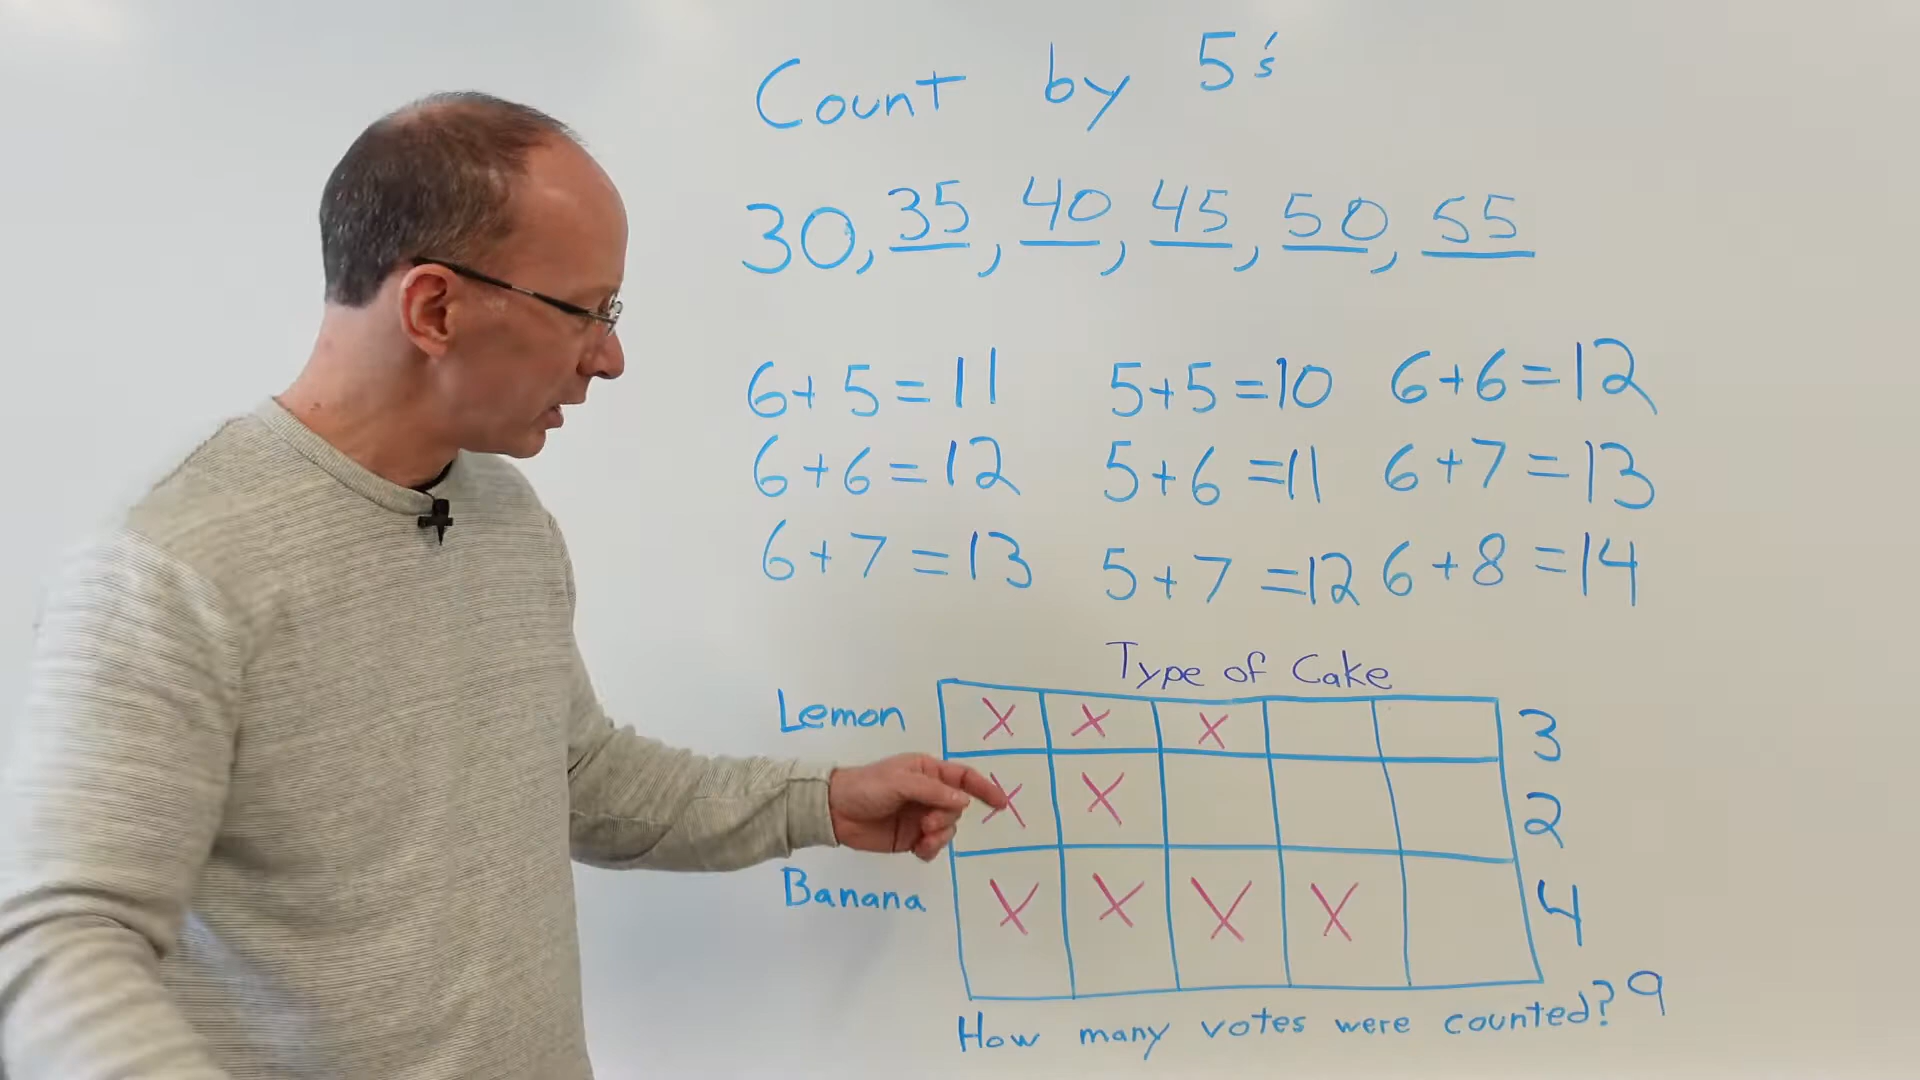 Count by 5's
30, 35, 40, 45, 50, 55
6+5=11 5+5=10 6+6=12
6+6=12 5+6=11 6+7=13
6+7=13 5+7=12 6+8=14
Type of Cake
Lemon X X X 3
X X 2
Banana X X X X 4
How many votes were counted? 9